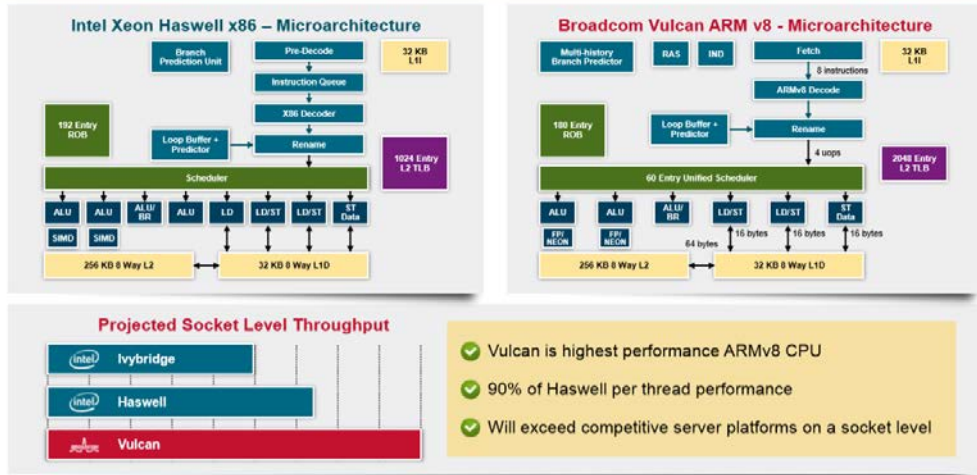 Intel Xeon Haswell x86 – Microarchitecture
Branch
Prediction Unit
Pre-Decode
32 KB
L1I
Instruction Queue
X86 Decoder
192 Entry
ROB
Loop Buffer +
Predictor
Rename
1024 Entry
L2 TLB
Scheduler
ALU
ALU
ALU/
BR
ALU
LD
LD/ST
LD/ST
ST
Data
SIMD
SIMD
256 KB 8 Way L2
32 KB 8 Way L1D
Broadcom Vulcan ARM v8 - Microarchitecture
Multi-history
Branch Predictor
RAS
IND
Fetch
32 KB
L1I
8 instructions
ARMv8 Decode
180 Entry
ROB
Loop Buffer +
Predictor
Rename
4 uops
2048 Entry
L2 TLB
60 Entry Unified Scheduler
ALU
ALU
ALU/
BR
LD/ST
LD/ST
ST
Data
FP/
NEON
FP/
NEON
16 bytes
16 bytes
16 bytes
64 bytes
256 KB 8 Way L2
32 KB 8 Way L1D
Projected Socket Level Throughput
intel Ivybridge
intel Haswell
Vulcan
Vulcan is highest performance ARMv8 CPU
90% of Haswell per thread performance
Will exceed competitive server platforms on a socket level